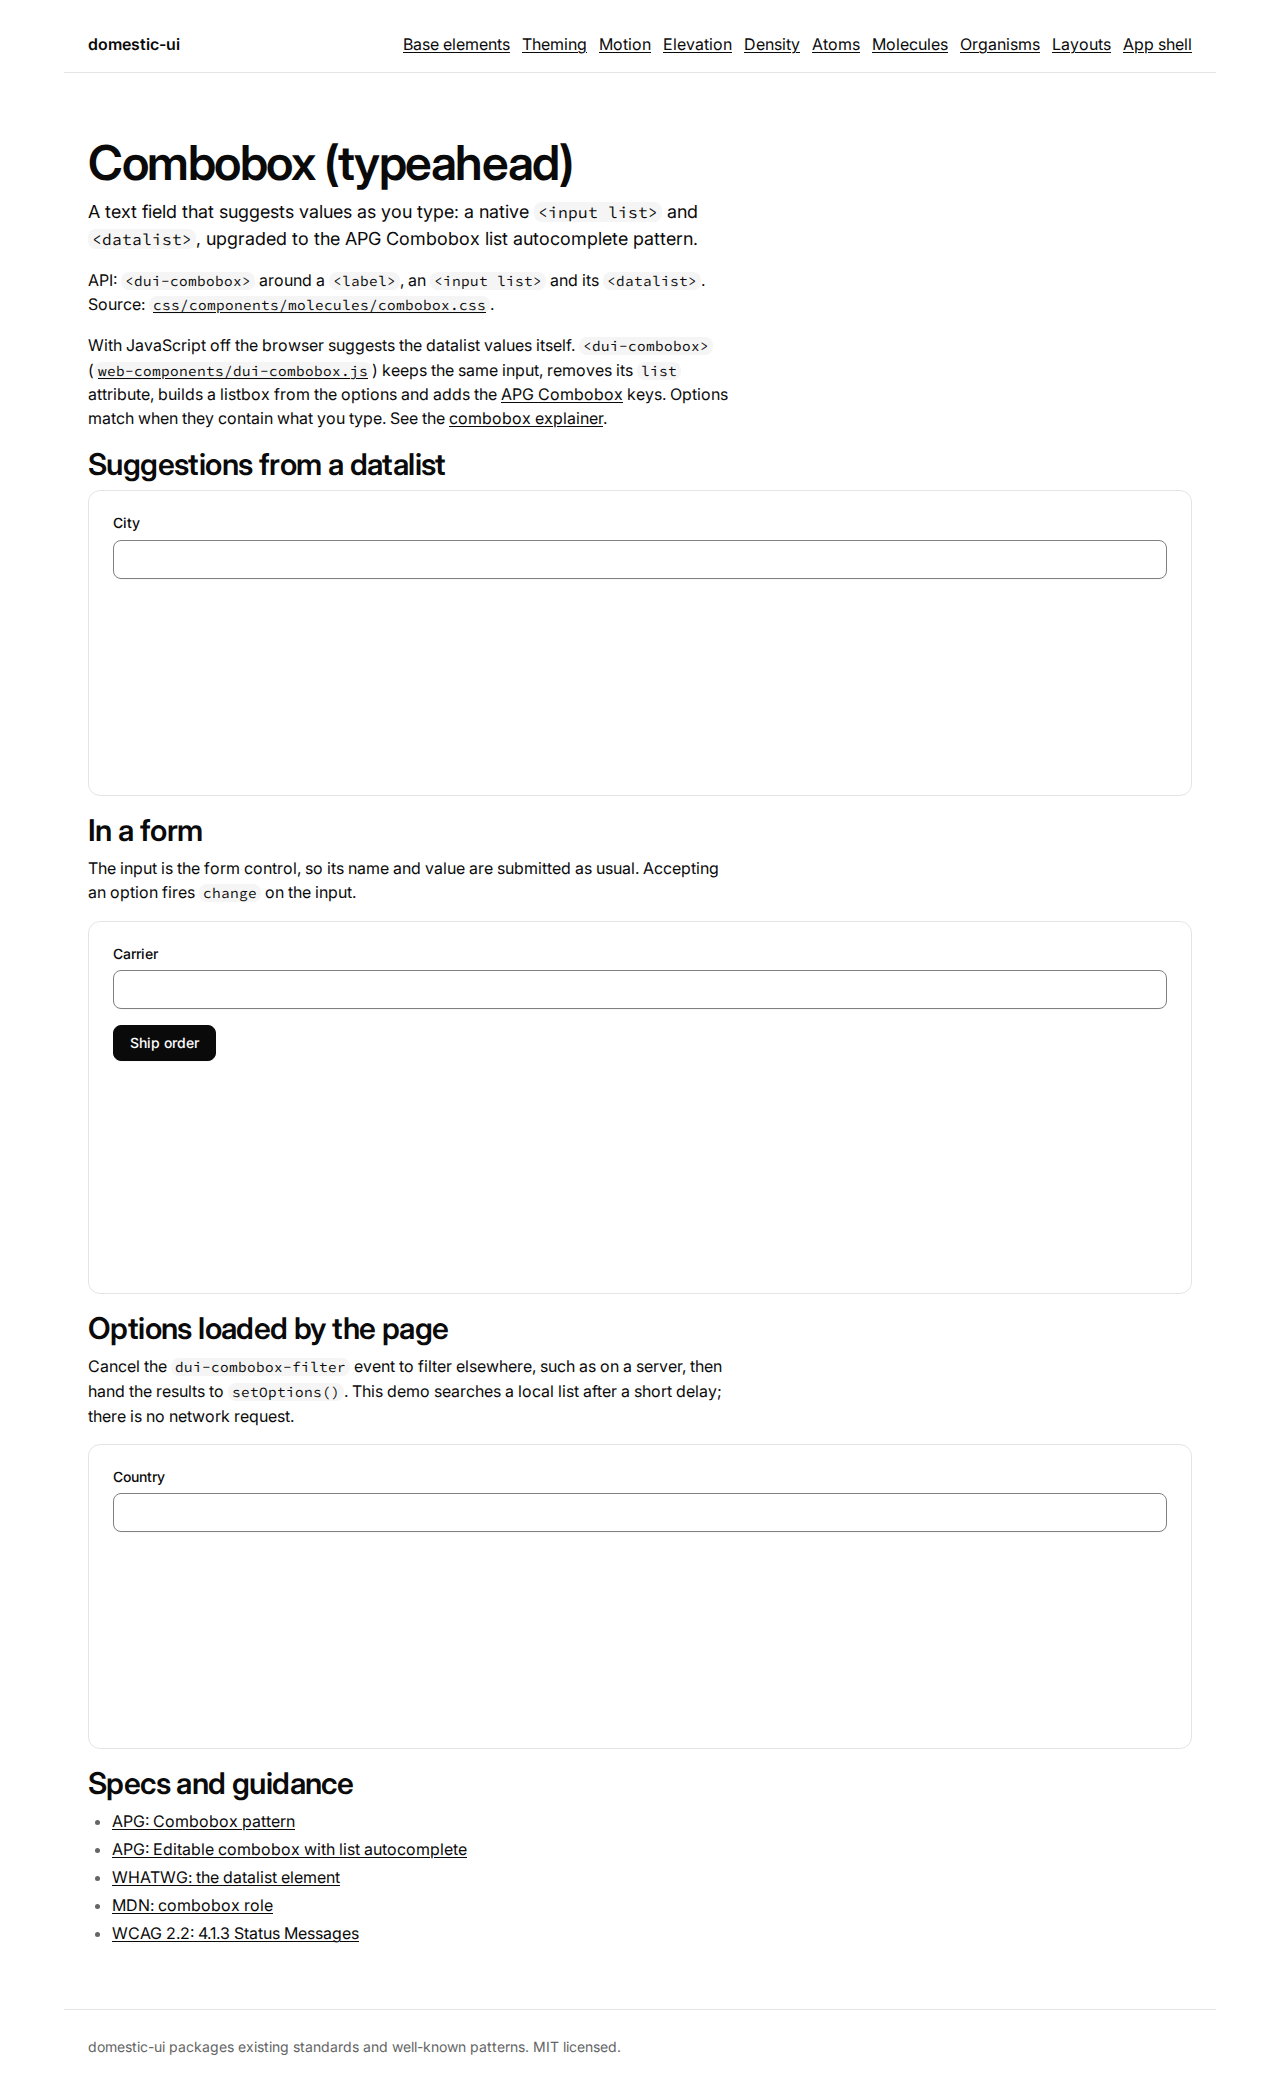 domestic-ui
Base elements Theming Motion Elevation Density Atoms Molecules Organisms Layouts App shell
Combobox (typeahead)
A text field that suggests values as you type: a native <input list> and
<datalist>, upgraded to the APG Combobox list autocomplete pattern.
API: <dui-combobox> around a <label>, an <input list> and its <datalist>.
Source: css/components/molecules/combobox.css.
With JavaScript off the browser suggests the datalist values itself. <dui-combobox>
(web-components/dui-combobox.js) keeps the same input, removes its list
attribute, builds a listbox from the options and adds the APG Combobox keys. Options
match when they contain what you type. See the combobox explainer.
Suggestions from a datalist
City
In a form
The input is the form control, so its name and value are submitted as usual. Accepting
an option fires change on the input.
Carrier
Ship order
Options loaded by the page
Cancel the dui-combobox-filter event to filter elsewhere, such as on a server, then
hand the results to setOptions(). This demo searches a local list after a short delay;
there is no network request.
Country
Specs and guidance
APG: Combobox pattern
APG: Editable combobox with list autocomplete
WHATWG: the datalist element
MDN: combobox role
WCAG 2.2: 4.1.3 Status Messages
domestic-ui packages existing standards and well-known patterns. MIT licensed.